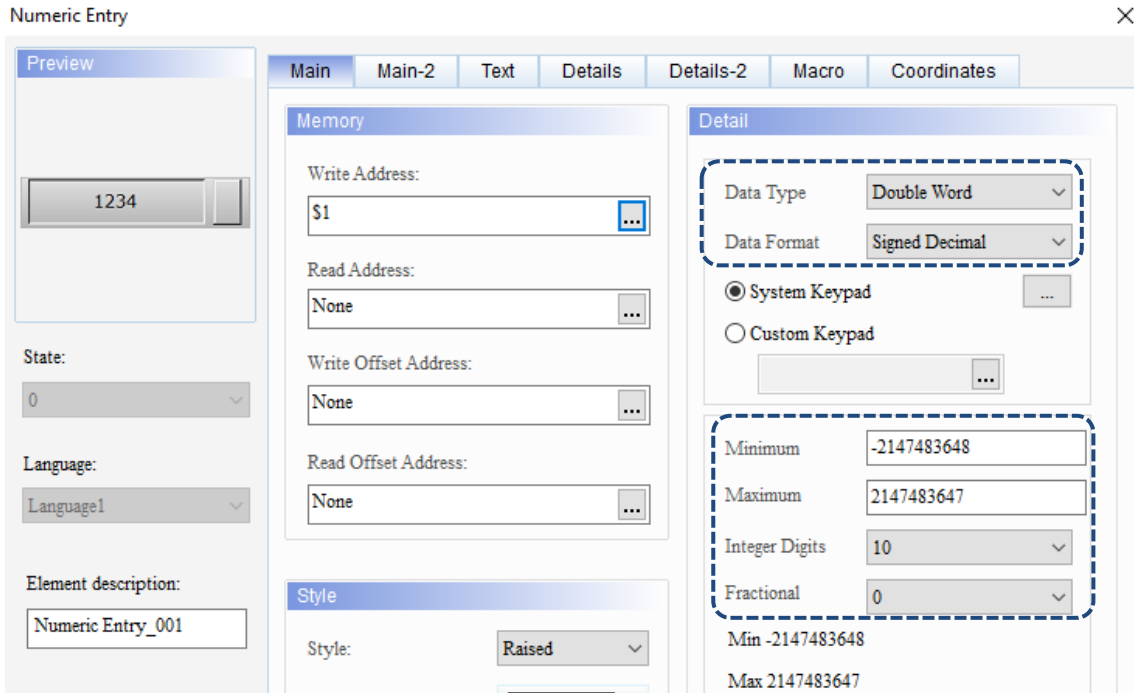 Numeric Entry
Preview
1234
State:
0
Language:
Language1
Element description:
Numeric Entry_001
Main Main-2 Text Details Details-2 Macro Coordinates
Memory
Write Address:
$1
...
Read Address:
None
...
Write Offset Address:
None
...
Read Offset Address:
None
...
Style
Style: Raised
Detail
Data Type Double Word
Data Format Signed Decimal
System Keypad ...
Custom Keypad
...
Minimum -2147483648
Maximum 2147483647
Integer Digits 10
Fractional 0
Min -2147483648
Max 2147483647